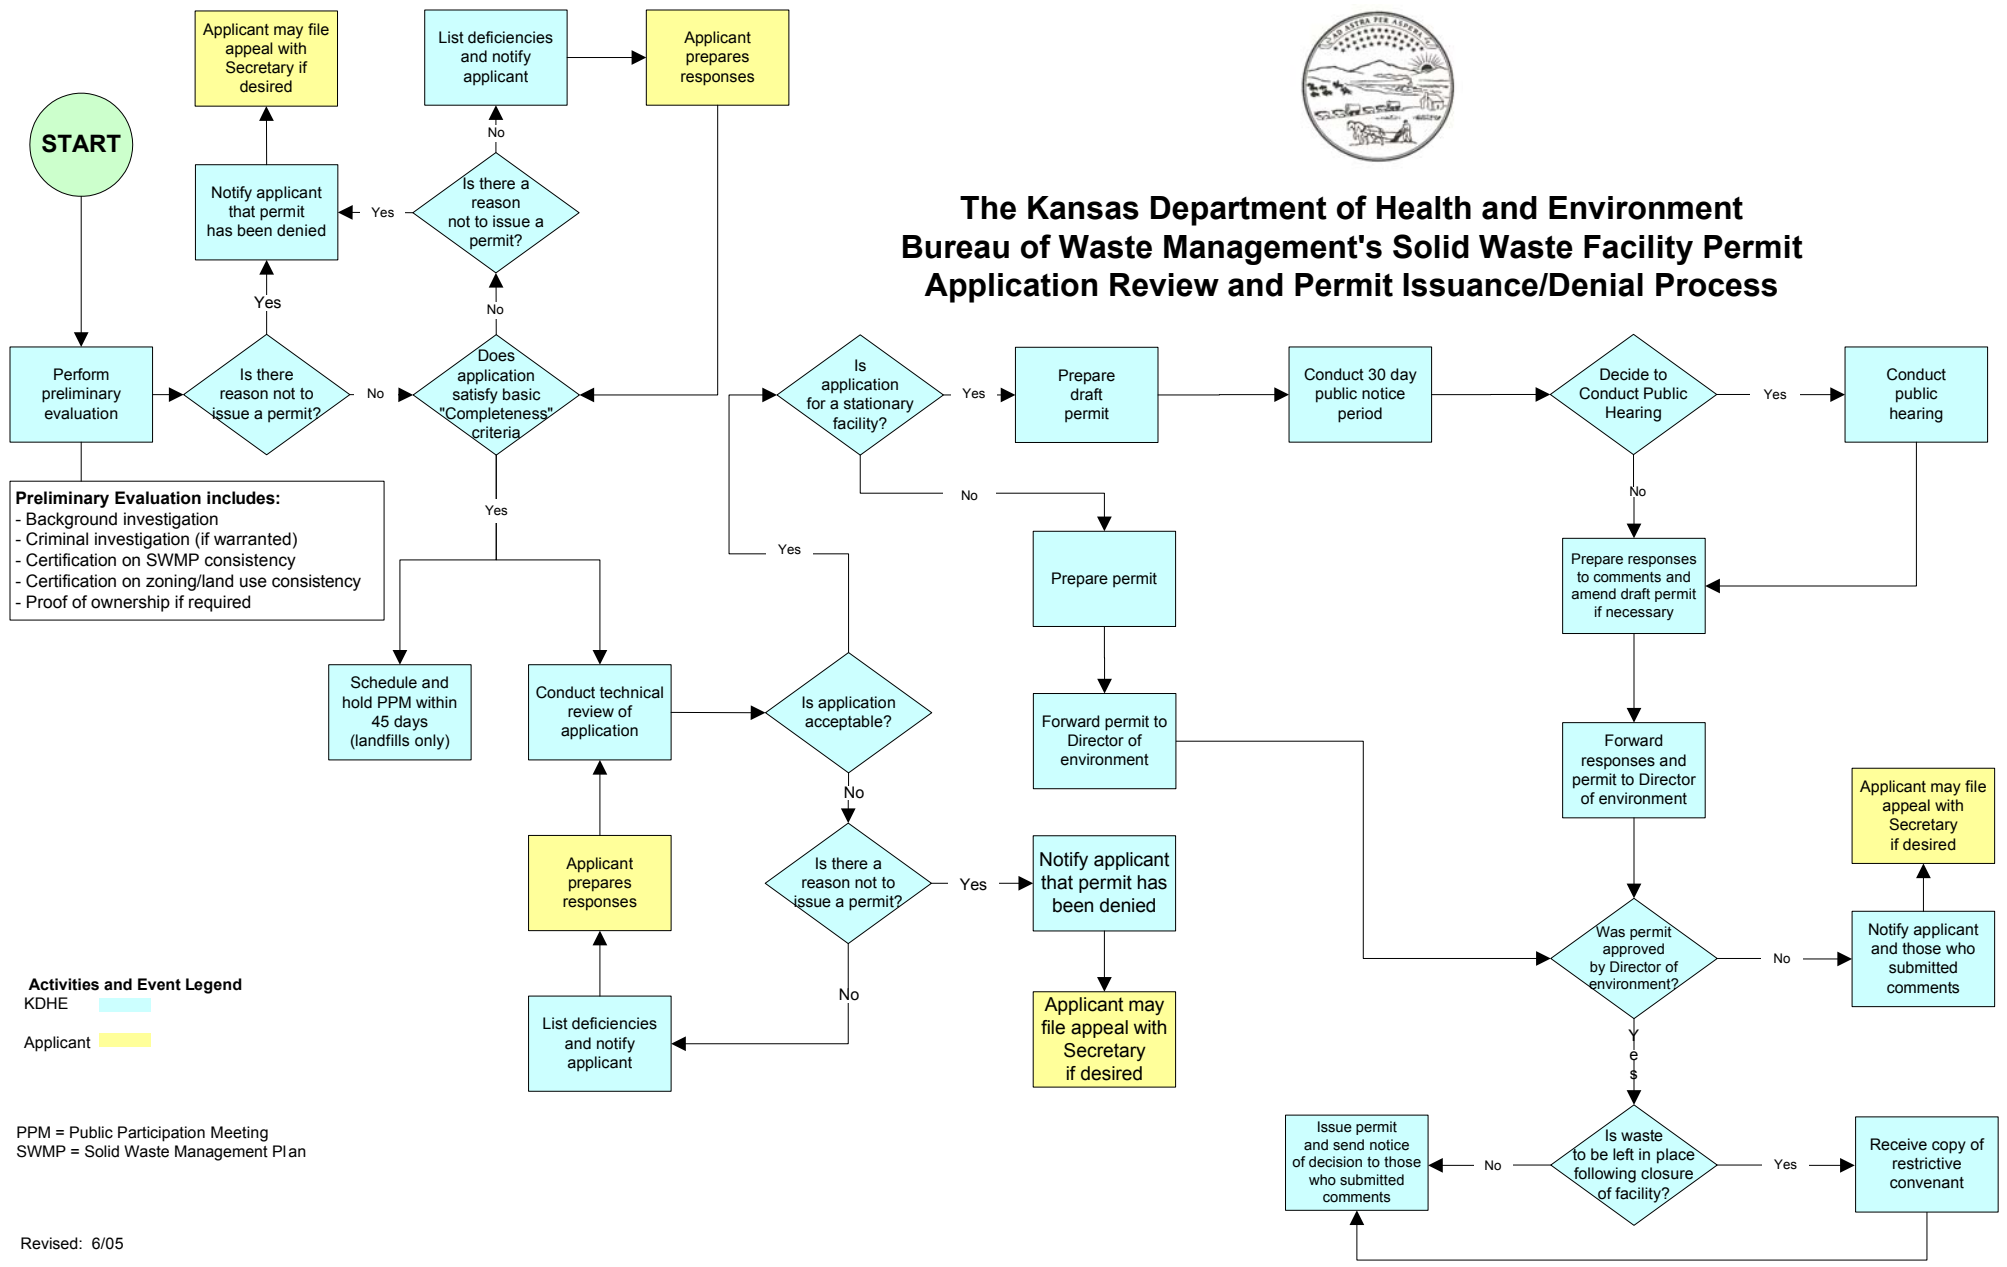 AD ASTRA PER ASPERA
The Kansas Department of Health and Environment
Bureau of Waste Management's Solid Waste Facility Permit
Application Review and Permit Issuance/Denial Process
START
Perform
preliminary
evaluation
Preliminary Evaluation includes:
- Background investigation
- Criminal investigation (if warranted)
- Certification on SWMP consistency
- Certification on zoning/land use consistency
- Proof of ownership if required
Is there
reason not to
issue a permit?
Yes
No
Notify applicant
that permit
has been denied
Applicant may file
appeal with
Secretary if
desired
Does
application
satisfy basic
"Completeness"
criteria
No
Yes
Is there a
reason
not to issue a
permit?
Yes
No
List deficiencies
and notify
applicant
Applicant
prepares
responses
Schedule and
hold PPM within
45 days
(landfills only)
Conduct technical
review of
application
Is application
acceptable?
Yes
No
Is there a
reason not to
issue a permit?
Yes
No
List deficiencies
and notify
applicant
Applicant
prepares
responses
Notify applicant
that permit has
been denied
Applicant may
file appeal with
Secretary
if desired
Is
application
for a stationary
facility?
Yes
No
Prepare permit
Forward permit to
Director of
environment
Prepare
draft
permit
Conduct 30 day
public notice
period
Decide to
Conduct Public
Hearing
Yes
No
Conduct
public
hearing
Prepare responses
to comments and
amend draft permit
if necessary
Forward
responses and
permit to Director
of environment
Was permit
approved
by Director of
environment?
No
Yes
Notify applicant
and those who
submitted
comments
Applicant may file
appeal with
Secretary
if desired
Is waste
to be left in place
following closure
of facility?
No
Yes
Receive copy of
restrictive
convenant
Issue permit
and send notice
of decision to those
who submitted
comments
Activities and Event Legend
KDHE
Applicant
PPM = Public Participation Meeting
SWMP = Solid Waste Management Plan
Revised: 6/05